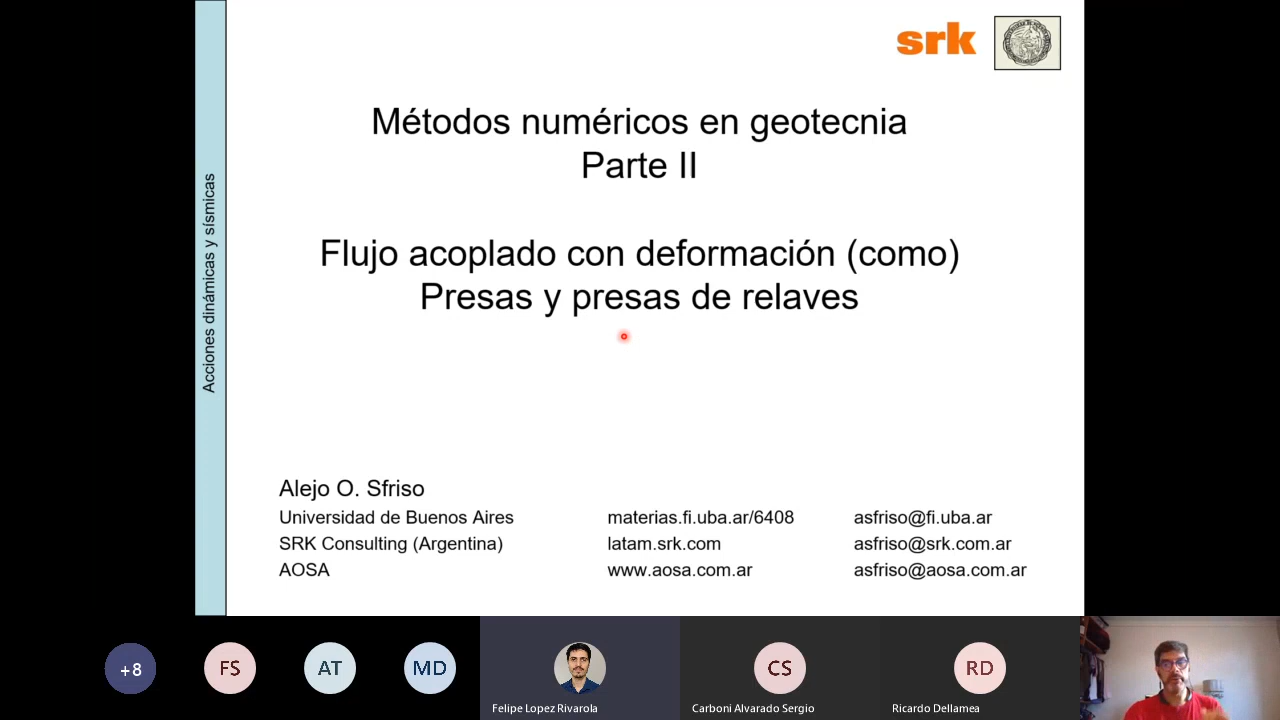 srk
Métodos numéricos en geotecnia
Parte II
Flujo acoplado con deformación (como)
Presas y presas de relaves
Acciones dinámicas y sísmicas
Alejo O. Sfriso
Universidad de Buenos Aires
materias.fi.uba.ar/6408
asfriso@fi.uba.ar
SRK Consulting (Argentina)
latam.srk.com
asfriso@srk.com.ar
AOSA
www.aosa.com.ar
asfriso@aosa.com.ar
+8
FS
AT
MD
CS
RD
Felipe Lopez Rivarola
Carboni Alvarado Sergio
Ricardo Dellamea